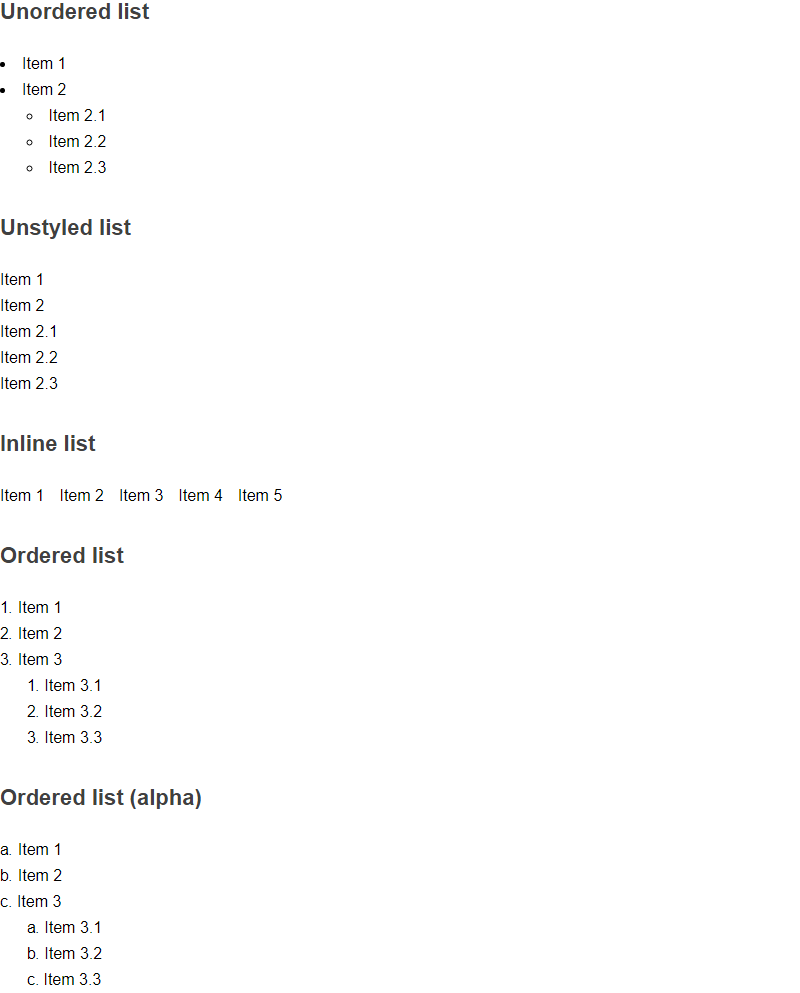 Unordered list
• Item 1
• Item 2
◦ Item 2.1
◦ Item 2.2
◦ Item 2.3
Unstyled list
Item 1
Item 2
Item 2.1
Item 2.2
Item 2.3
Inline list
Item 1 Item 2 Item 3 Item 4 Item 5
Ordered list
1. Item 1
2. Item 2
3. Item 3
1. Item 3.1
2. Item 3.2
3. Item 3.3
Ordered list (alpha)
a. Item 1
b. Item 2
c. Item 3
a. Item 3.1
b. Item 3.2
c. Item 3.3